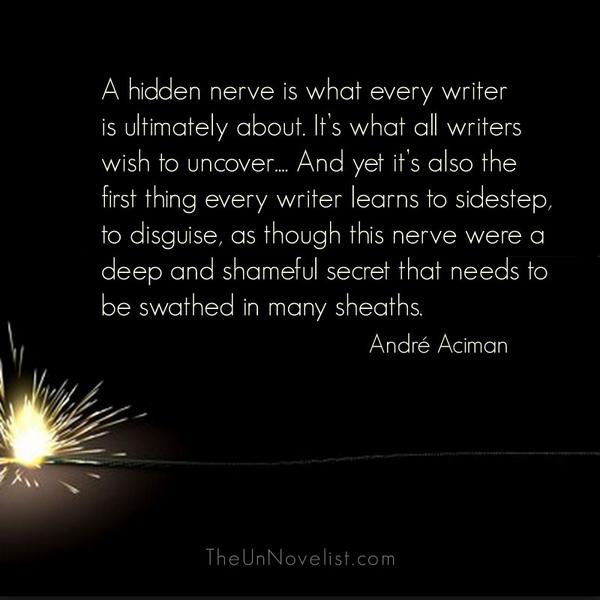 A hidden nerve is what every writer
is ultimately about. It's what all writers
wish to uncover.... And yet it's also the
first thing every writer learns to sidestep,
to disguise, as though this nerve were a
deep and shameful secret that needs to
be swathed in many sheaths.
André Aciman
TheUnNovelist.com